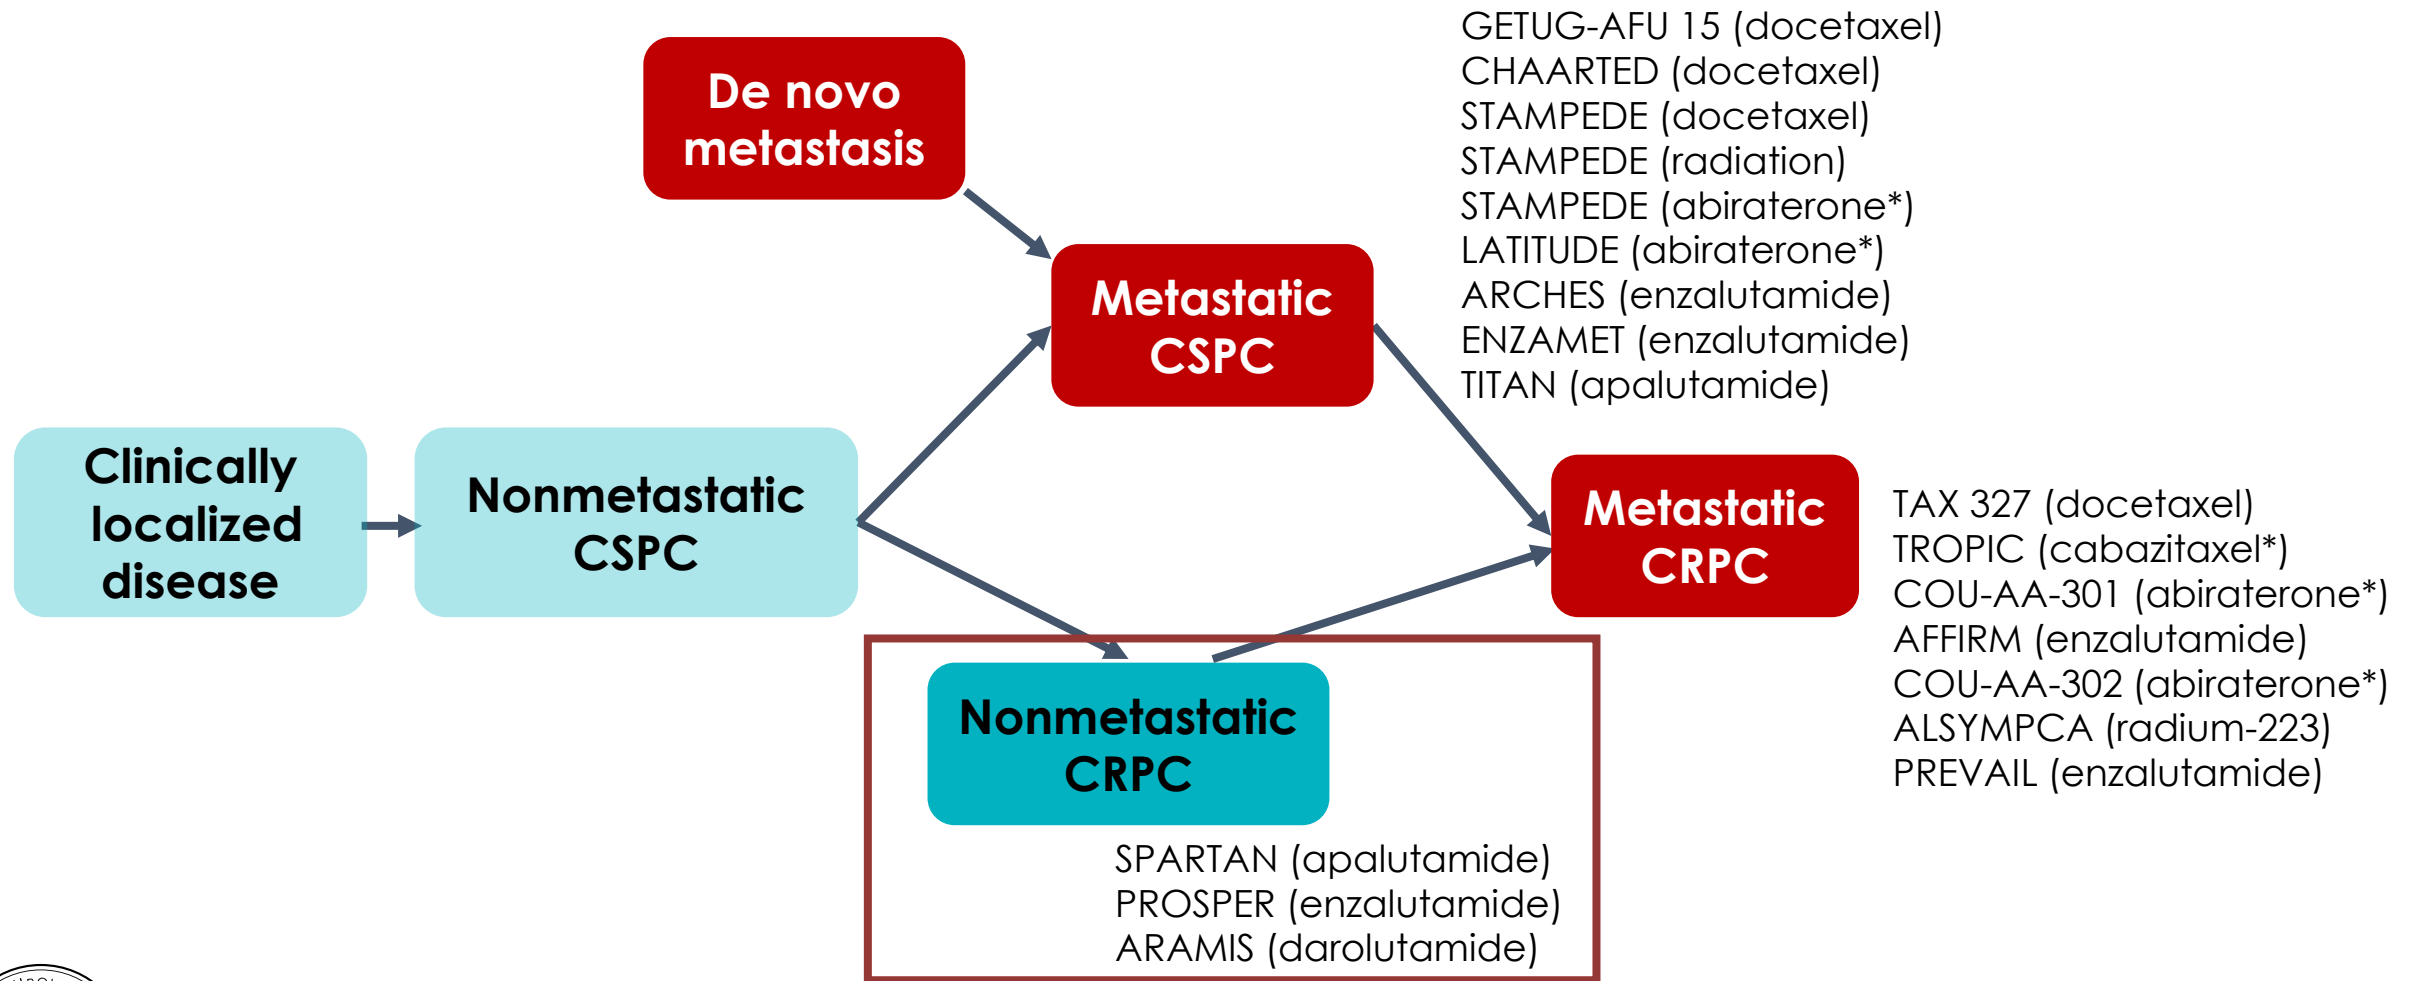 GETUG-AFU 15 (docetaxel)
CHAARTED (docetaxel)
STAMPEDE (docetaxel)
STAMPEDE (radiation)
STAMPEDE (abiraterone*)
LATITUDE (abiraterone*)
ARCHES (enzalutamide)
ENZAMET (enzalutamide)
TITAN (apalutamide)
De novo
metastasis
Metastatic
CSPC
Clinically
localized
disease
Nonmetastatic
CSPC
Metastatic
CRPC
TAX 327 (docetaxel)
TROPIC (cabazitaxel*)
COU-AA-301 (abiraterone*)
AFFIRM (enzalutamide)
COU-AA-302 (abiraterone*)
ALSYMPCA (radium-223)
PREVAIL (enzalutamide)
Nonmetastatic
CRPC
SPARTAN (apalutamide)
PROSPER (enzalutamide)
ARAMIS (darolutamide)